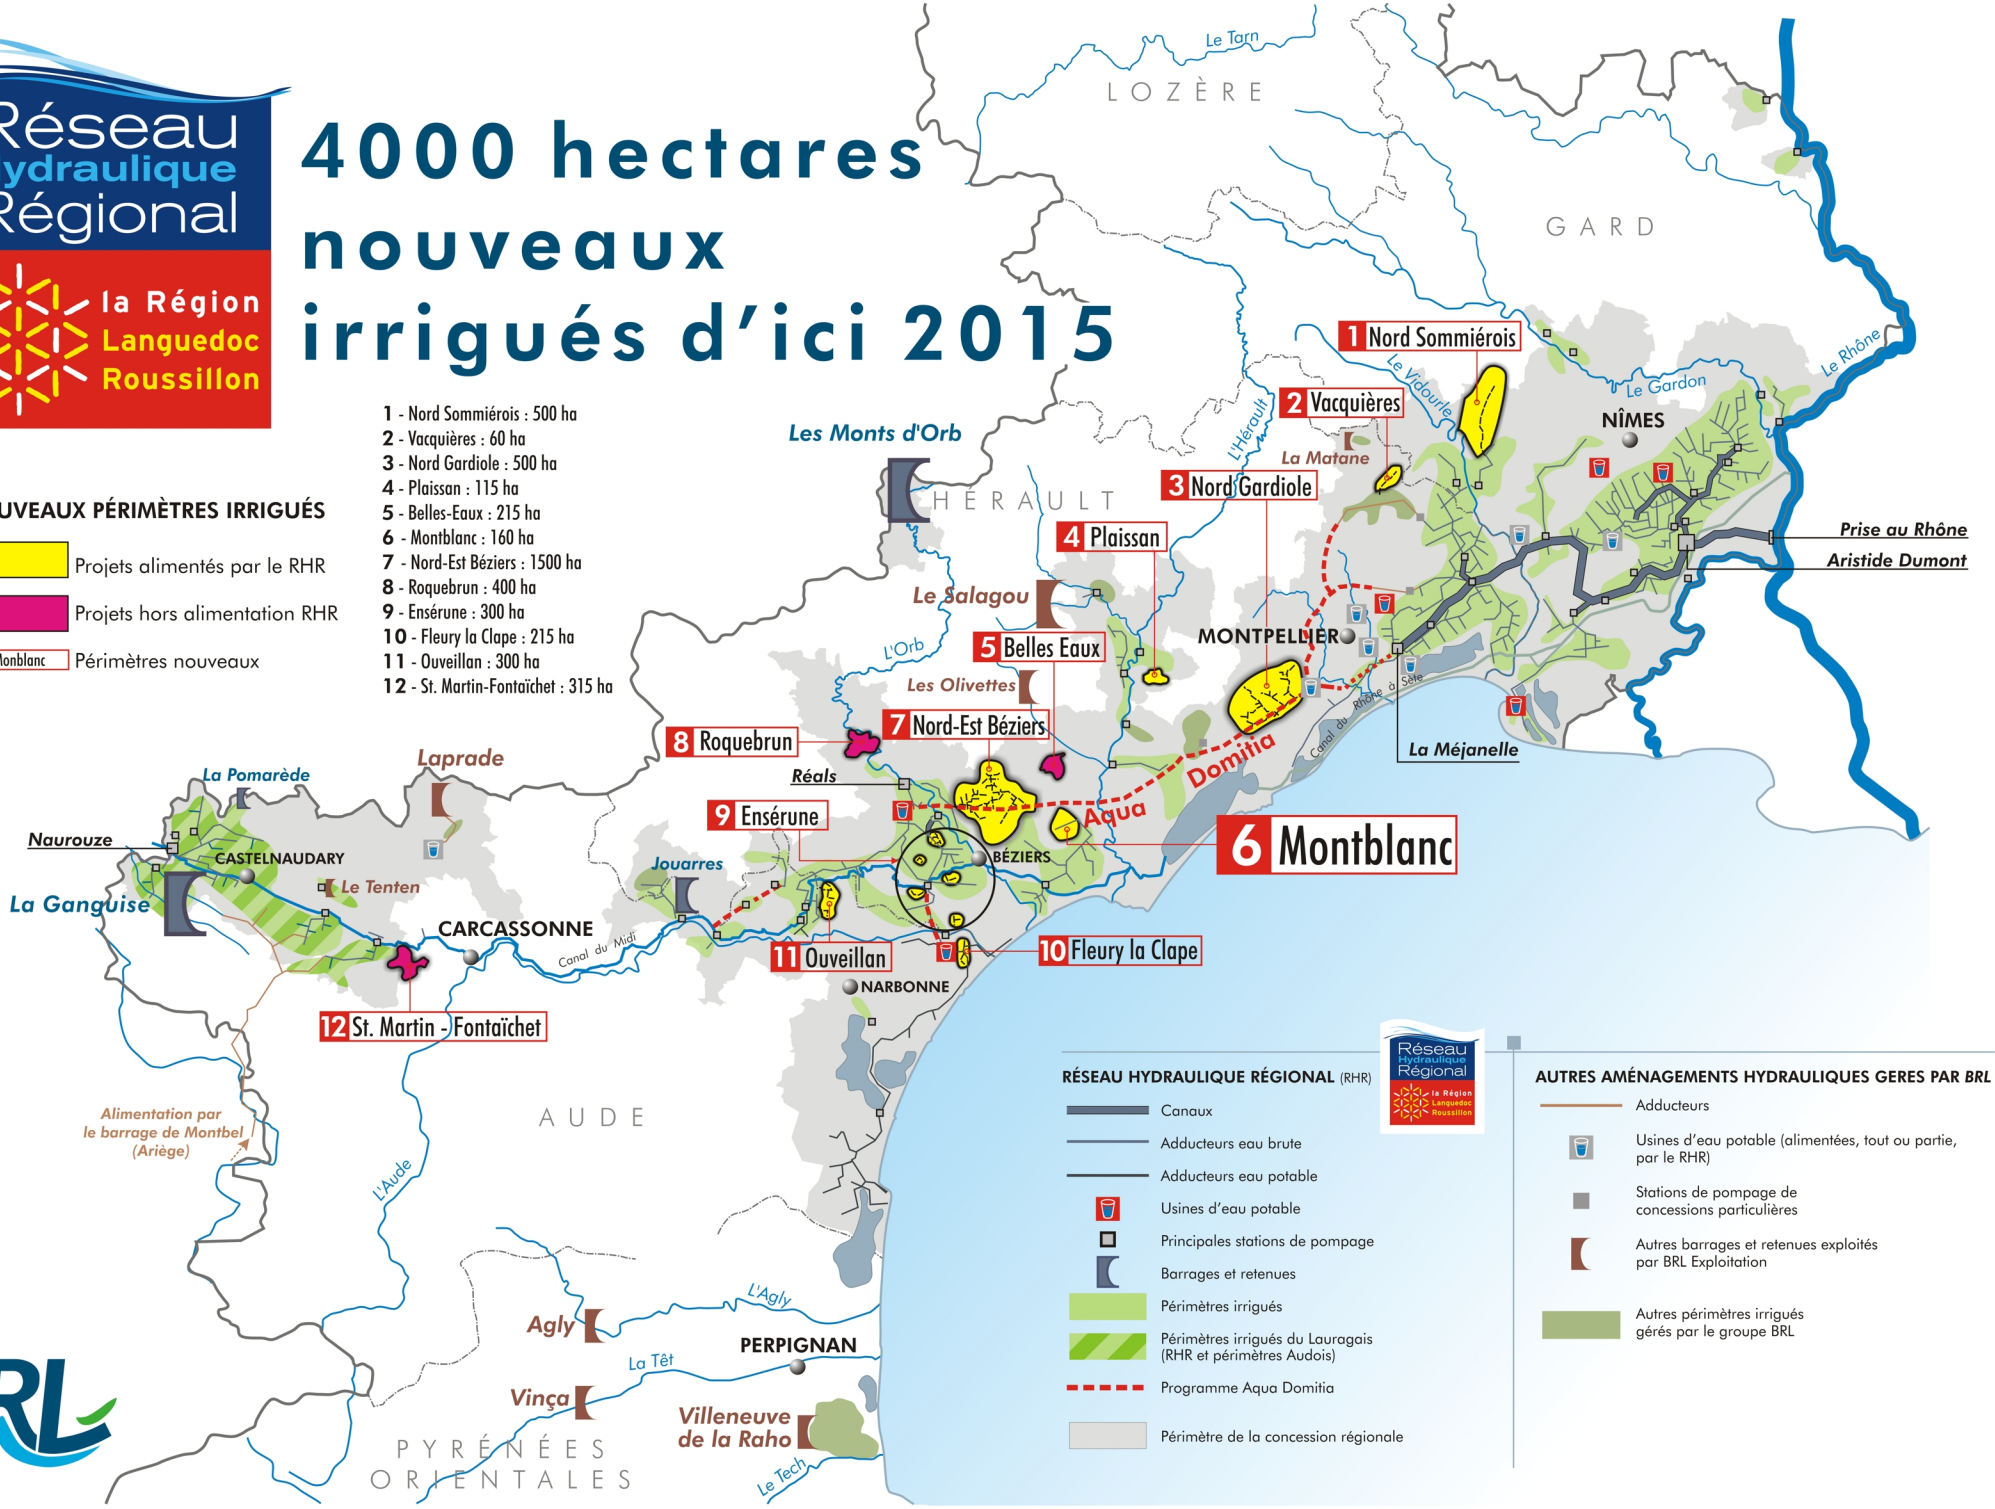 Réseau
Hydraulique
Régional
la Région
Languedoc
Roussillon
4000 hectares
nouveaux
irrigués d'ici 2015
1 - Nord Sommiérois : 500 ha
2 - Vacquières : 60 ha
3 - Nord Gardiole : 500 ha
4 - Plaissan : 115 ha
5 - Belles-Eaux : 215 ha
6 - Montblanc : 160 ha
7 - Nord-Est Béziers : 1500 ha
8 - Roquebrun : 400 ha
9 - Ensérune : 300 ha
10 - Fleury la Clape : 215 ha
11 - Ouveillan : 300 ha
12 - St. Martin-Fontaïchet : 315 ha
UVEAUX PÉRIMÈTRES IRRIGUÉS
Projets alimentés par le RHR
Projets hors alimentation RHR
Monblanc
Périmètres nouveaux
Le Tarn
LOZÈRE
GARD
1 Nord Sommiérois
Le Rhône
Le Vidourle
Le Gardon
2 Vacquières
NÎMES
L'Hérault
Les Monts d'Orb
La Matane
3 Nord Gardiole
HÉRAULT
4 Plaissan
Prise au Rhône
Aristide Dumont
Le Salagou
MONTPELLIER
5 Belles Eaux
L'Orb
Les Olivettes
Canal du Rhône à Sète
7 Nord-Est Béziers
8 Roquebrun
La Méjanelle
Domitia
Aqua
Réals
Laprade
La Pomarède
9 Ensérune
6 Montblanc
Naurouze
CASTELNAUDARY
BÉZIERS
Jouarres
Le Tenten
La Ganguise
CARCASSONNE
Canal du Midi
11 Ouveillan
10 Fleury la Clape
NARBONNE
12 St. Martin - Fontaïchet
AUDE
Alimentation par
le barrage de Montbel
(Ariège)
L'Aude
L'Agly
Agly
PERPIGNAN
La Têt
Vinça
Villeneuve
de la Raho
PYRÉNÉES
ORIENTALES
Le Tech
RL
RÉSEAU HYDRAULIQUE RÉGIONAL (RHR)
Réseau
Hydraulique
Régional
la Région
Languedoc
Roussillon
Canaux
Adducteurs eau brute
Adducteurs eau potable
Usines d'eau potable
Principales stations de pompage
Barrages et retenues
Périmètres irrigués
Périmètres irrigués du Lauragais
(RHR et périmètres Audois)
Programme Aqua Domitia
Périmètre de la concession régionale
AUTRES AMÉNAGEMENTS HYDRAULIQUES GERES PAR BRL
Adducteurs
Usines d'eau potable (alimentées, tout ou partie,
par le RHR)
Stations de pompage de
concessions particulières
Autres barrages et retenues exploités
par BRL Exploitation
Autres périmètres irrigués
gérés par le groupe BRL